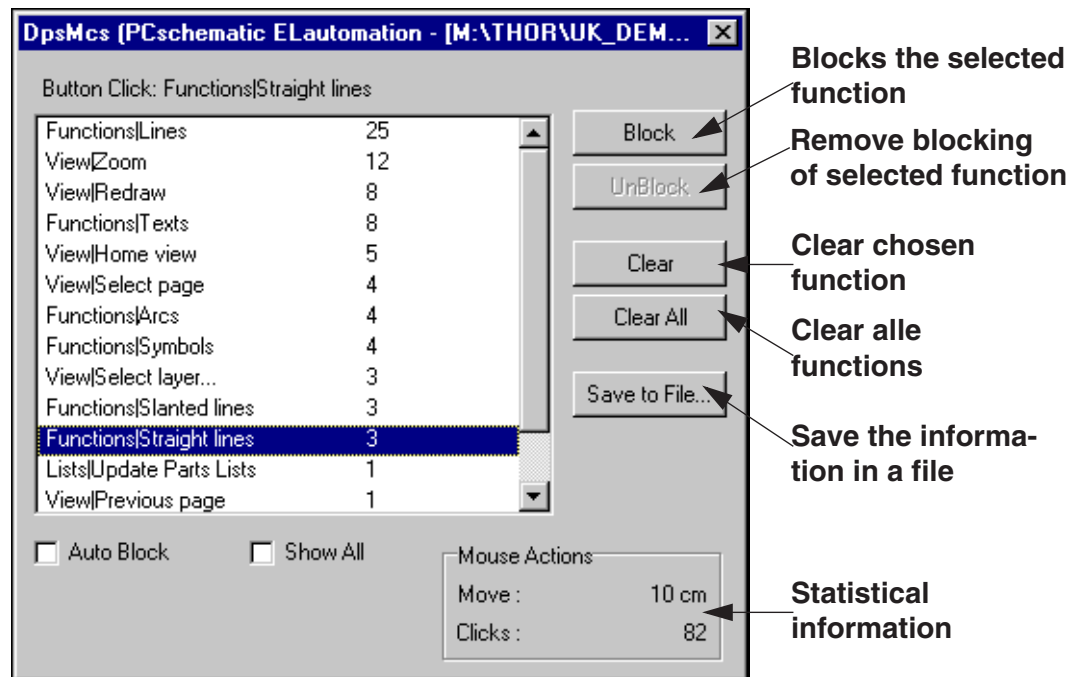 DpsMcs (PCschematic ELautomation - [M:\THOR\UK_DEM...
Button Click: Functions|Straight lines
Functions|Lines 25
View|Zoom 12
View|Redraw 8
Functions|Texts 8
View|Home view 5
View|Select page 4
Functions|Arcs 4
Functions|Symbols 4
View|Select layer... 3
Functions|Slanted lines 3
Functions|Straight lines 3
Lists|Update Parts Lists 1
View|Previous page 1
Block
UnBlock
Clear
Clear All
Save to File...
Auto Block
Show All
Mouse Actions
Move : 10 cm
Clicks : 82
Blocks the selected
function
Remove blocking
of selected function
Clear chosen
function
Clear alle
functions
Save the informa-
tion in a file
Statistical
information